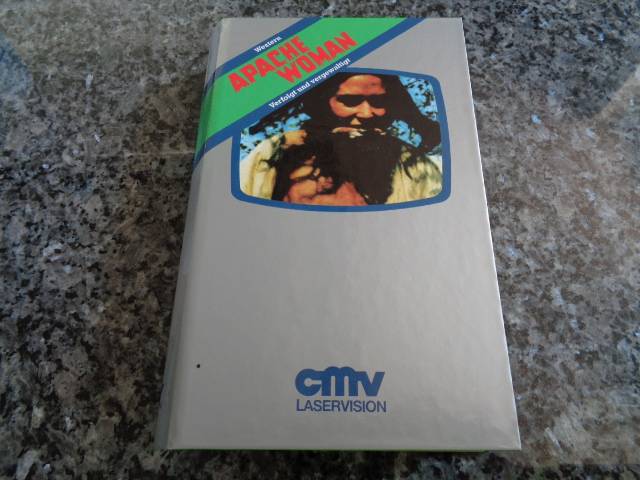 Western
APACHE
WOMAN
Verfolgt und vergewaltigt
cmv
LASERVISION